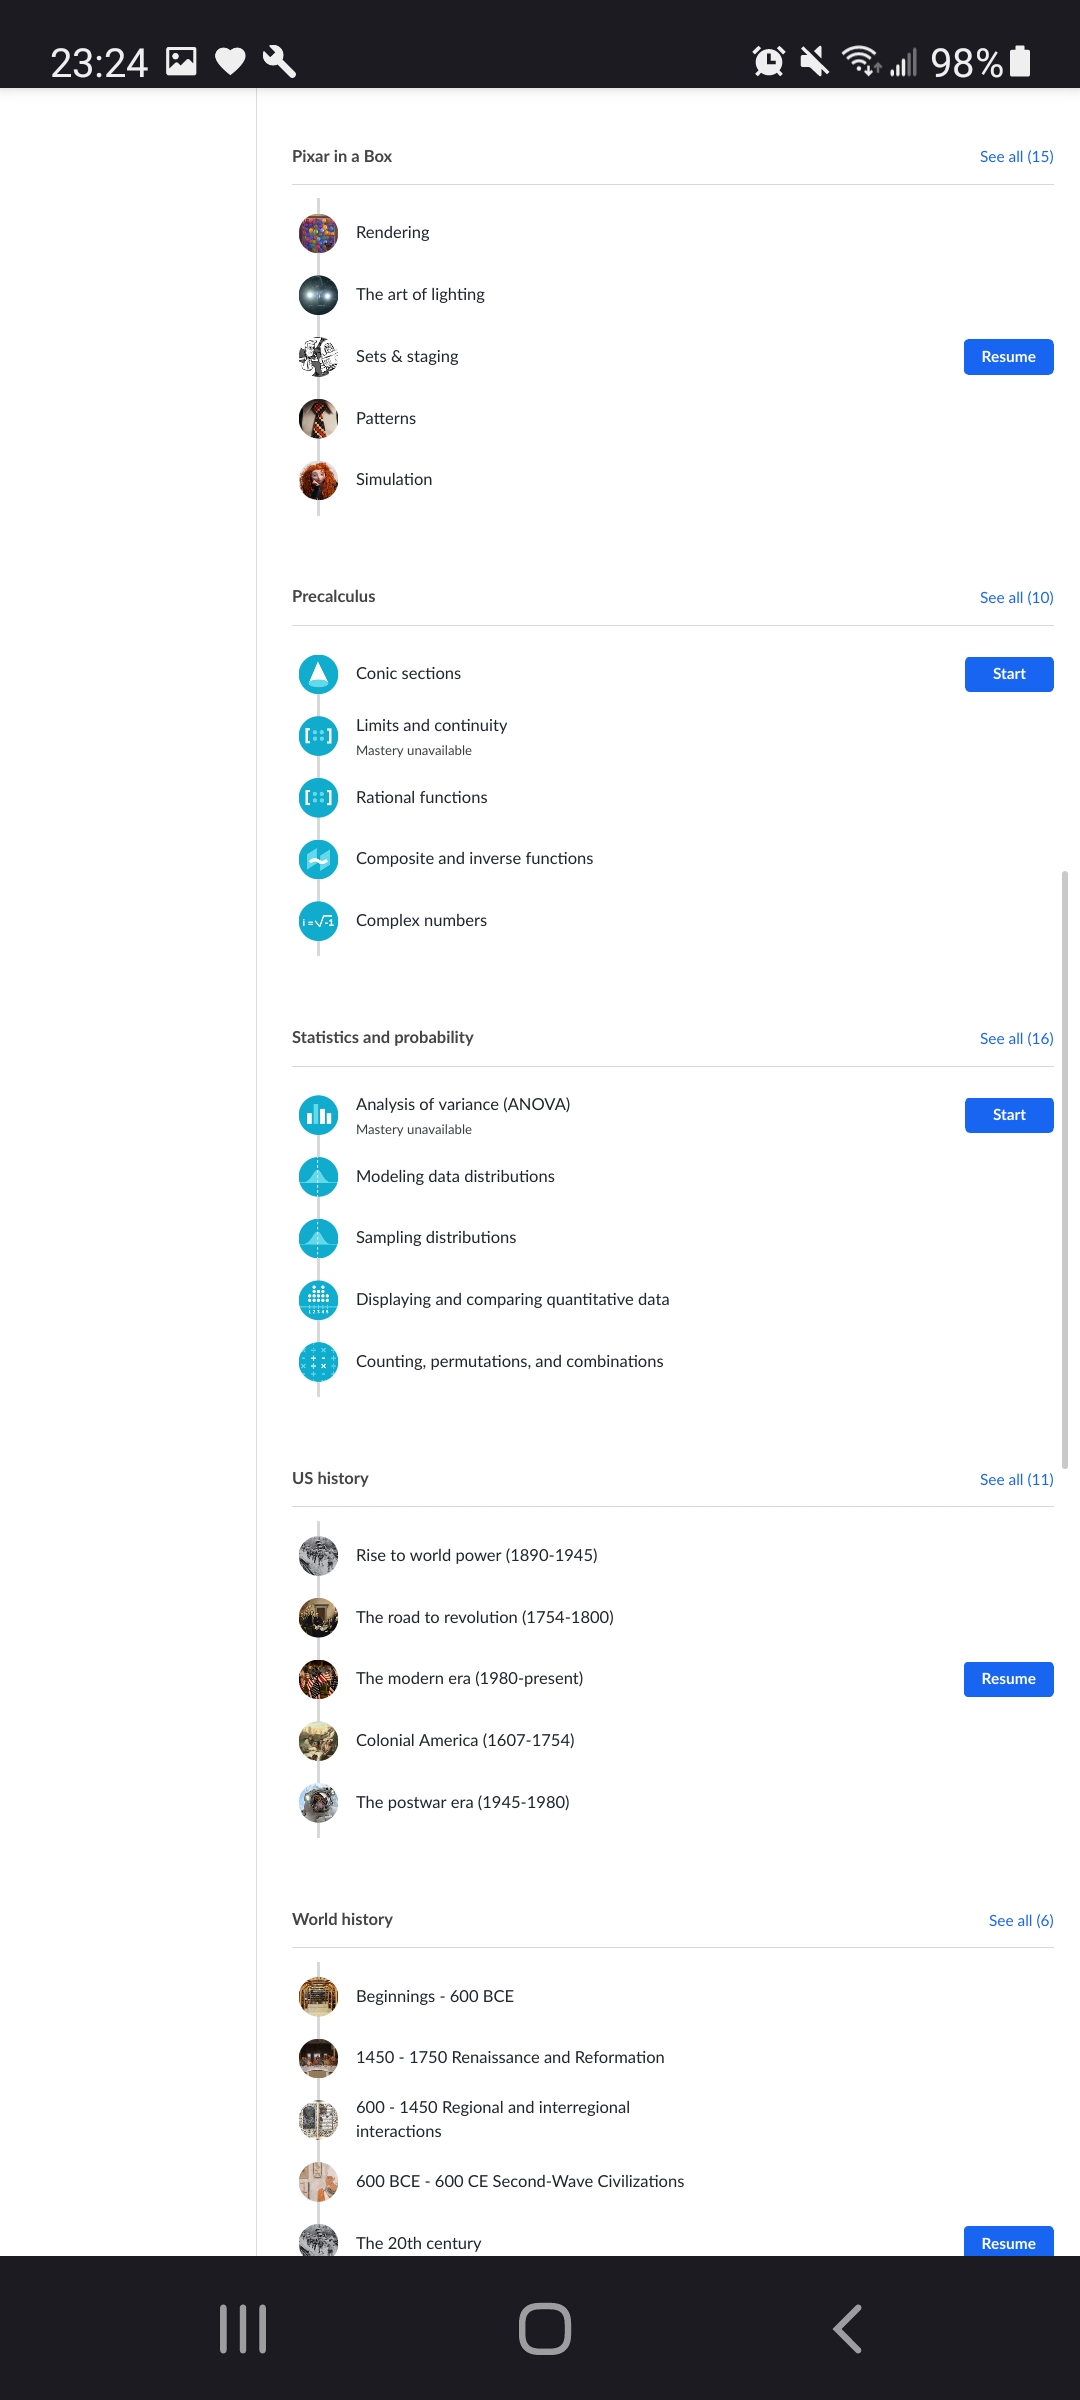 23:24
98%
Pixar in a Box
See all (15)
Rendering
The art of lighting
Sets & staging
Resume
Patterns
Simulation
Precalculus
See all (10)
Conic sections
Start
Limits and continuity
Mastery unavailable
Rational functions
Composite and inverse functions
i=√-1
Complex numbers
Statistics and probability
See all (16)
Analysis of variance (ANOVA)
Start
Mastery unavailable
Modeling data distributions
Sampling distributions
Displaying and comparing quantitative data
Counting, permutations, and combinations
US history
See all (11)
Rise to world power (1890-1945)
The road to revolution (1754-1800)
The modern era (1980-present)
Resume
Colonial America (1607-1754)
The postwar era (1945-1980)
World history
See all (6)
Beginnings - 600 BCE
1450 - 1750 Renaissance and Reformation
600 - 1450 Regional and interregional
interactions
600 BCE - 600 CE Second-Wave Civilizations
The 20th century
Resume